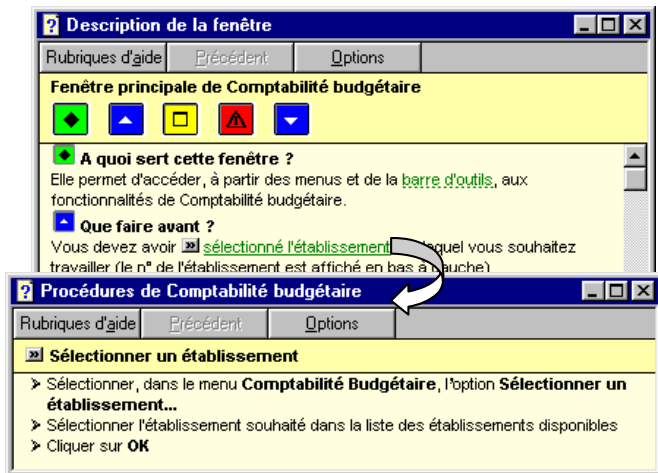 Description de la fenêtre
Rubriques d'aide Précédent Options
Fenêtre principale de Comptabilité budgétaire
A quoi sert cette fenêtre ?
Elle permet d'accéder, à partir des menus et de la barre d'outils, aux
fonctionnalités de Comptabilité budgétaire.
Que faire avant ?
Vous devez avoir sélectionné l'établissement lequel vous souhaitez
travailler (le n° de l'établissement est affiché en bas à gauche)
Procédures de Comptabilité budgétaire
Rubriques d'aide Précédent Options
Sélectionner un établissement
➢ Sélectionner, dans le menu Comptabilité Budgétaire, l'option Sélectionner un
établissement...
➢ Sélectionner l'établissement souhaité dans la liste des établissements disponibles
➢ Cliquer sur OK